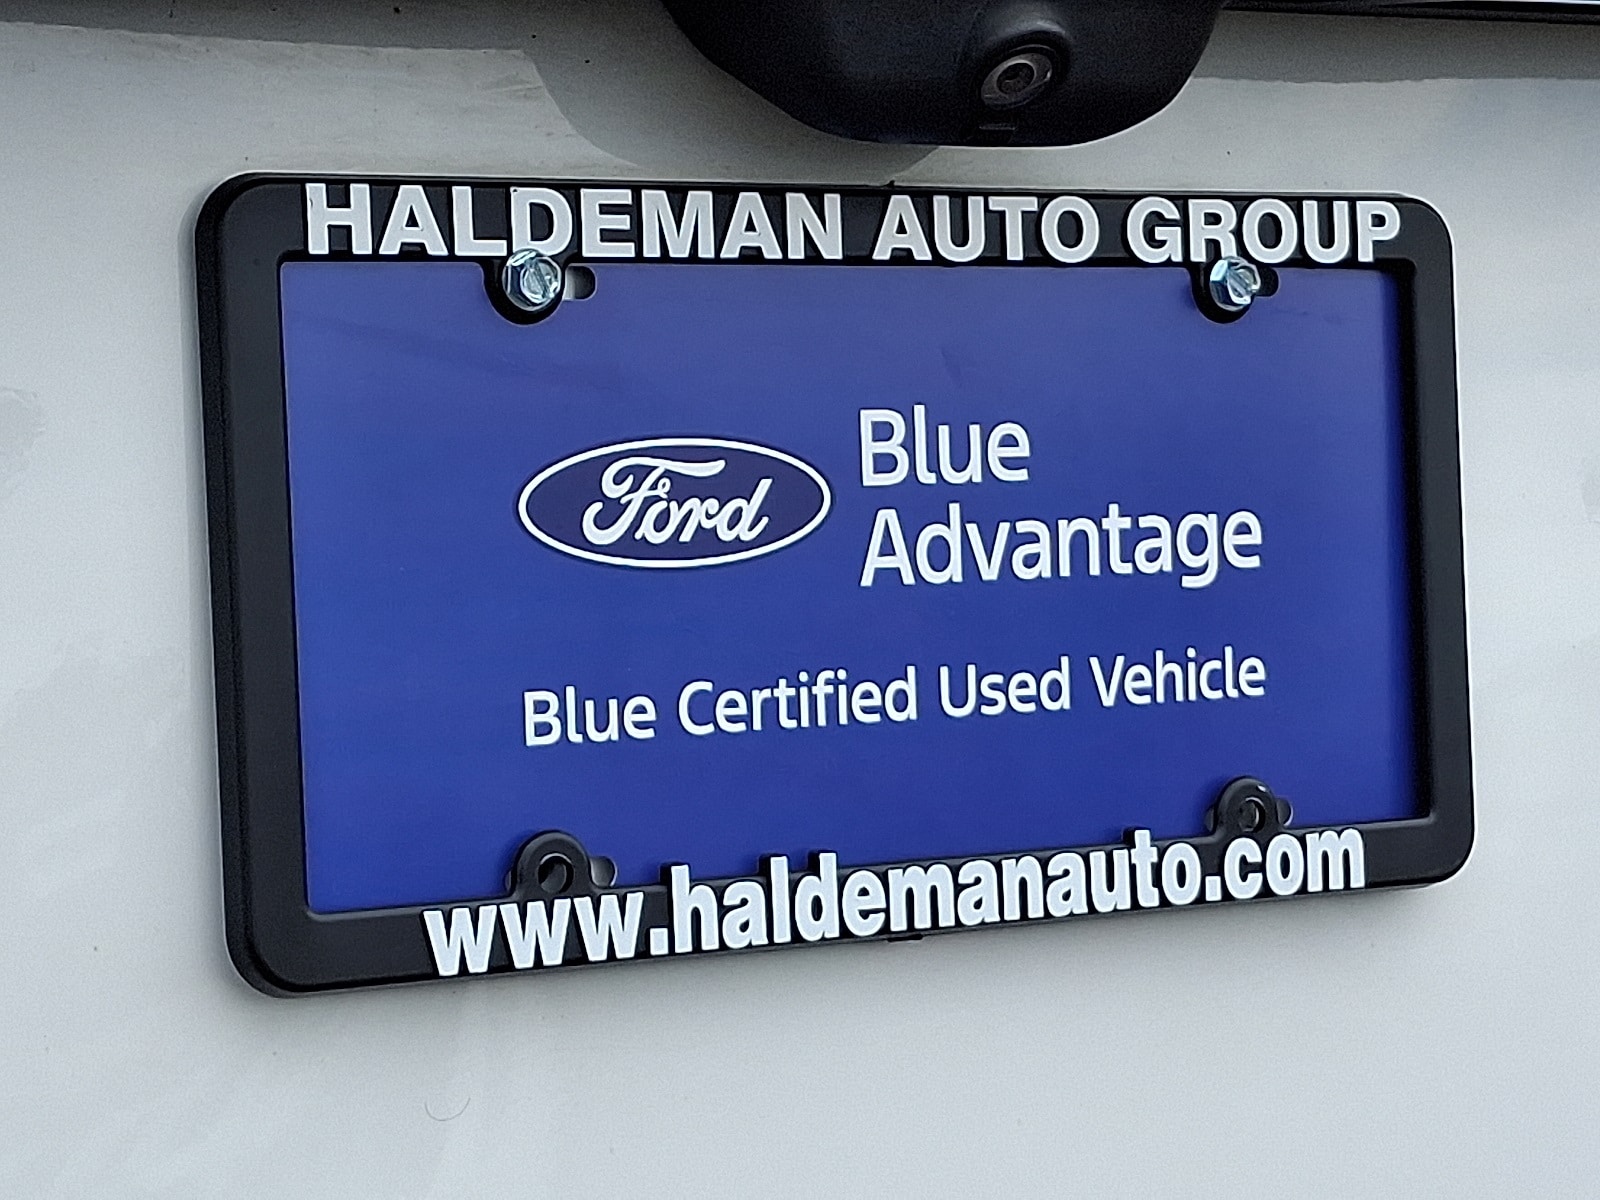 HALDEMAN AUTO GROUP
Ford
Blue
Advantage
Blue Certified Used Vehicle
www.haldemanauto.com